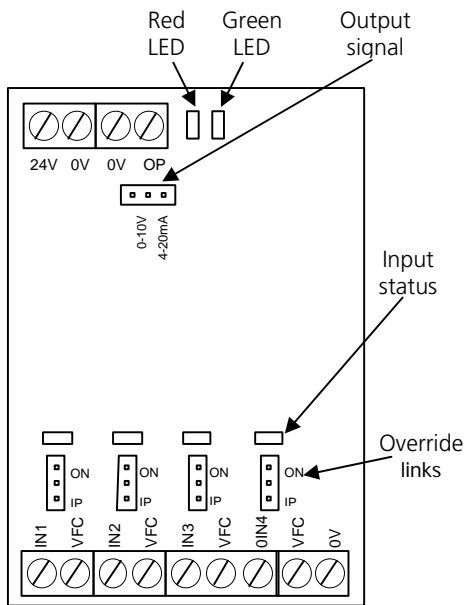 Red LED
Green LED
Output signal
24V 0V 0V OP
0-10V
4-20mA
Input status
Override links
ON ON ON ON
IP IP IP IP
IN1 VFC IN2 VFC IN3 VFC 0IN4 VFC 0V